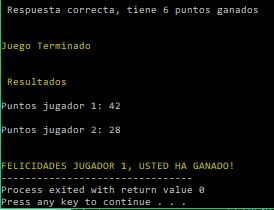 Respuesta correcta, tiene 6 puntos ganados
Juego Terminado
Resultados
Puntos jugador 1: 42
Puntos jugador 2: 28
FELICIDADES JUGADOR 1, USTED HA GANADO!
--------------------------------
Process exited with return value 0
Press any key to continue . . .